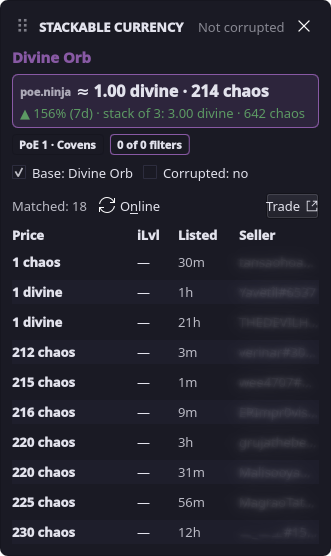 STACKABLE CURRENCY Not corrupted
Divine Orb
poe.ninja ≈ 1.00 divine · 214 chaos
▲ 156% (7d) · stack of 3: 3.00 divine · 642 chaos
PoE 1 · Covens 0 of 0 filters
Base: Divine Orb Corrupted: no
Matched: 18 Online Trade
Price iLvl Listed Seller
1 chaos — 30m
1 divine — 1h
1 divine — 21h
212 chaos — 3m
215 chaos — 1m
216 chaos — 9m
220 chaos — 3h
220 chaos — 31m
225 chaos — 56m
230 chaos — 12h